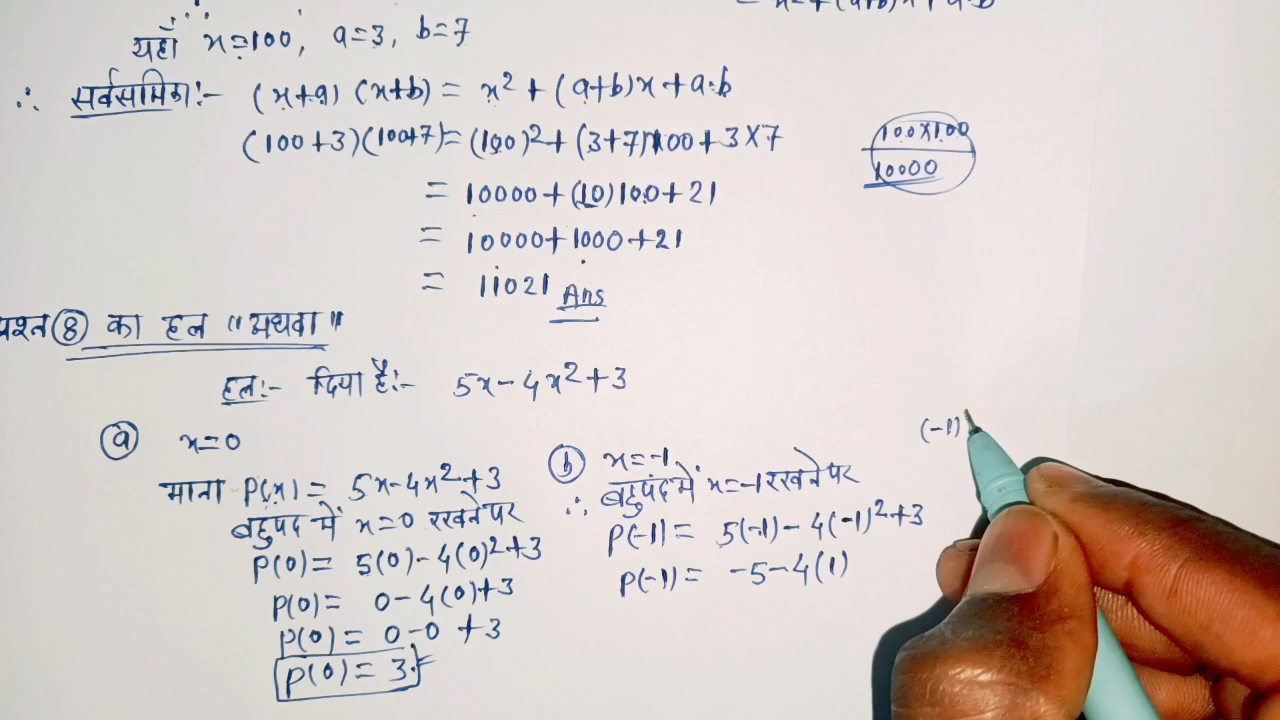 = x²+(a+b)x+a·b
यहाँ x=100, a=3, b=7
∴ सर्वसमिका:- (x+a) (x+b) = x² + (a+b)x+a·b
(100+3)(100+7)= (100)²+(3+7)100+3×7
= 10000+(10)100+21
= 10000+1000+21
= 11021 Ans
100×100
10000
प्रश्न 8 का हल "अथवा"
हल:- दिया है:- 5x-4x²+3
(a) x=0
माना P(x) = 5x-4x²+3
बहुपद में x=0 रखने पर
P(0) = 5(0)-4(0)²+3
P(0) = 0-4(0)+3
P(0) = 0-0 +3
P(0) = 3
(b) x=-1
∴ बहुपद में x=-1 रखने पर
P(-1) = 5(-1)-4(-1)²+3
P(-1) = -5-4(1)
(-1)